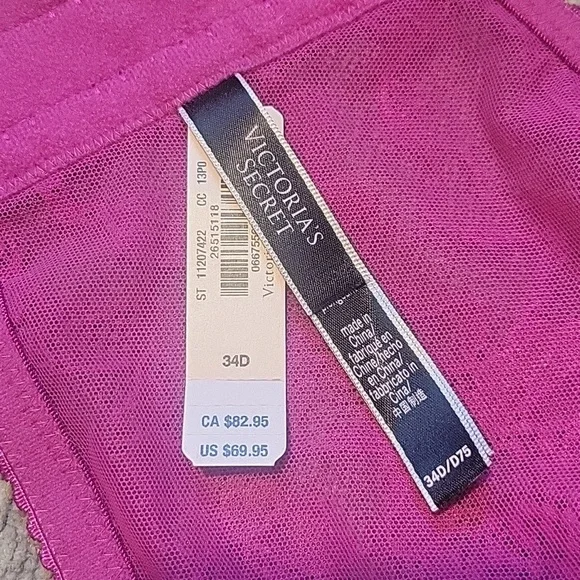 ST 11207422 CC 13P0
26515118
Victor
34D
CA $82.95
US $69.95
VICTORIA'S
SECRET
made in
China/
fabriqué en
Chine/hecho
en China/
fabbricato in
Cina/
中国制造
34D/D75